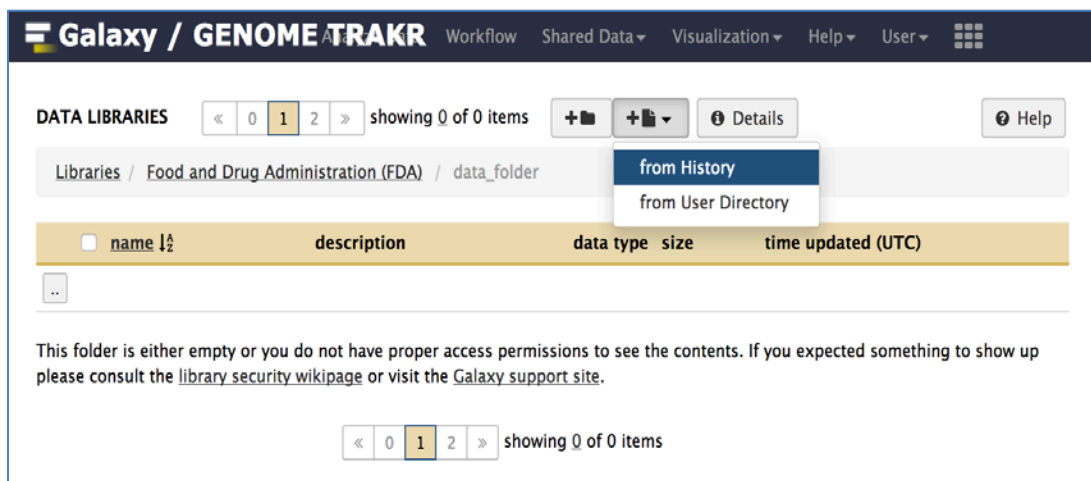 Galaxy / GENOME TRAKR Workflow Shared Data Visualization Help User
DATA LIBRARIES « 0 1 2 » showing 0 of 0 items Details Help
Libraries / Food and Drug Administration (FDA) / data_folder
from History
from User Directory
name description data type size time updated (UTC)
..
This folder is either empty or you do not have proper access permissions to see the contents. If you expected something to show up
please consult the library security wikipage or visit the Galaxy support site.
« 0 1 2 » showing 0 of 0 items